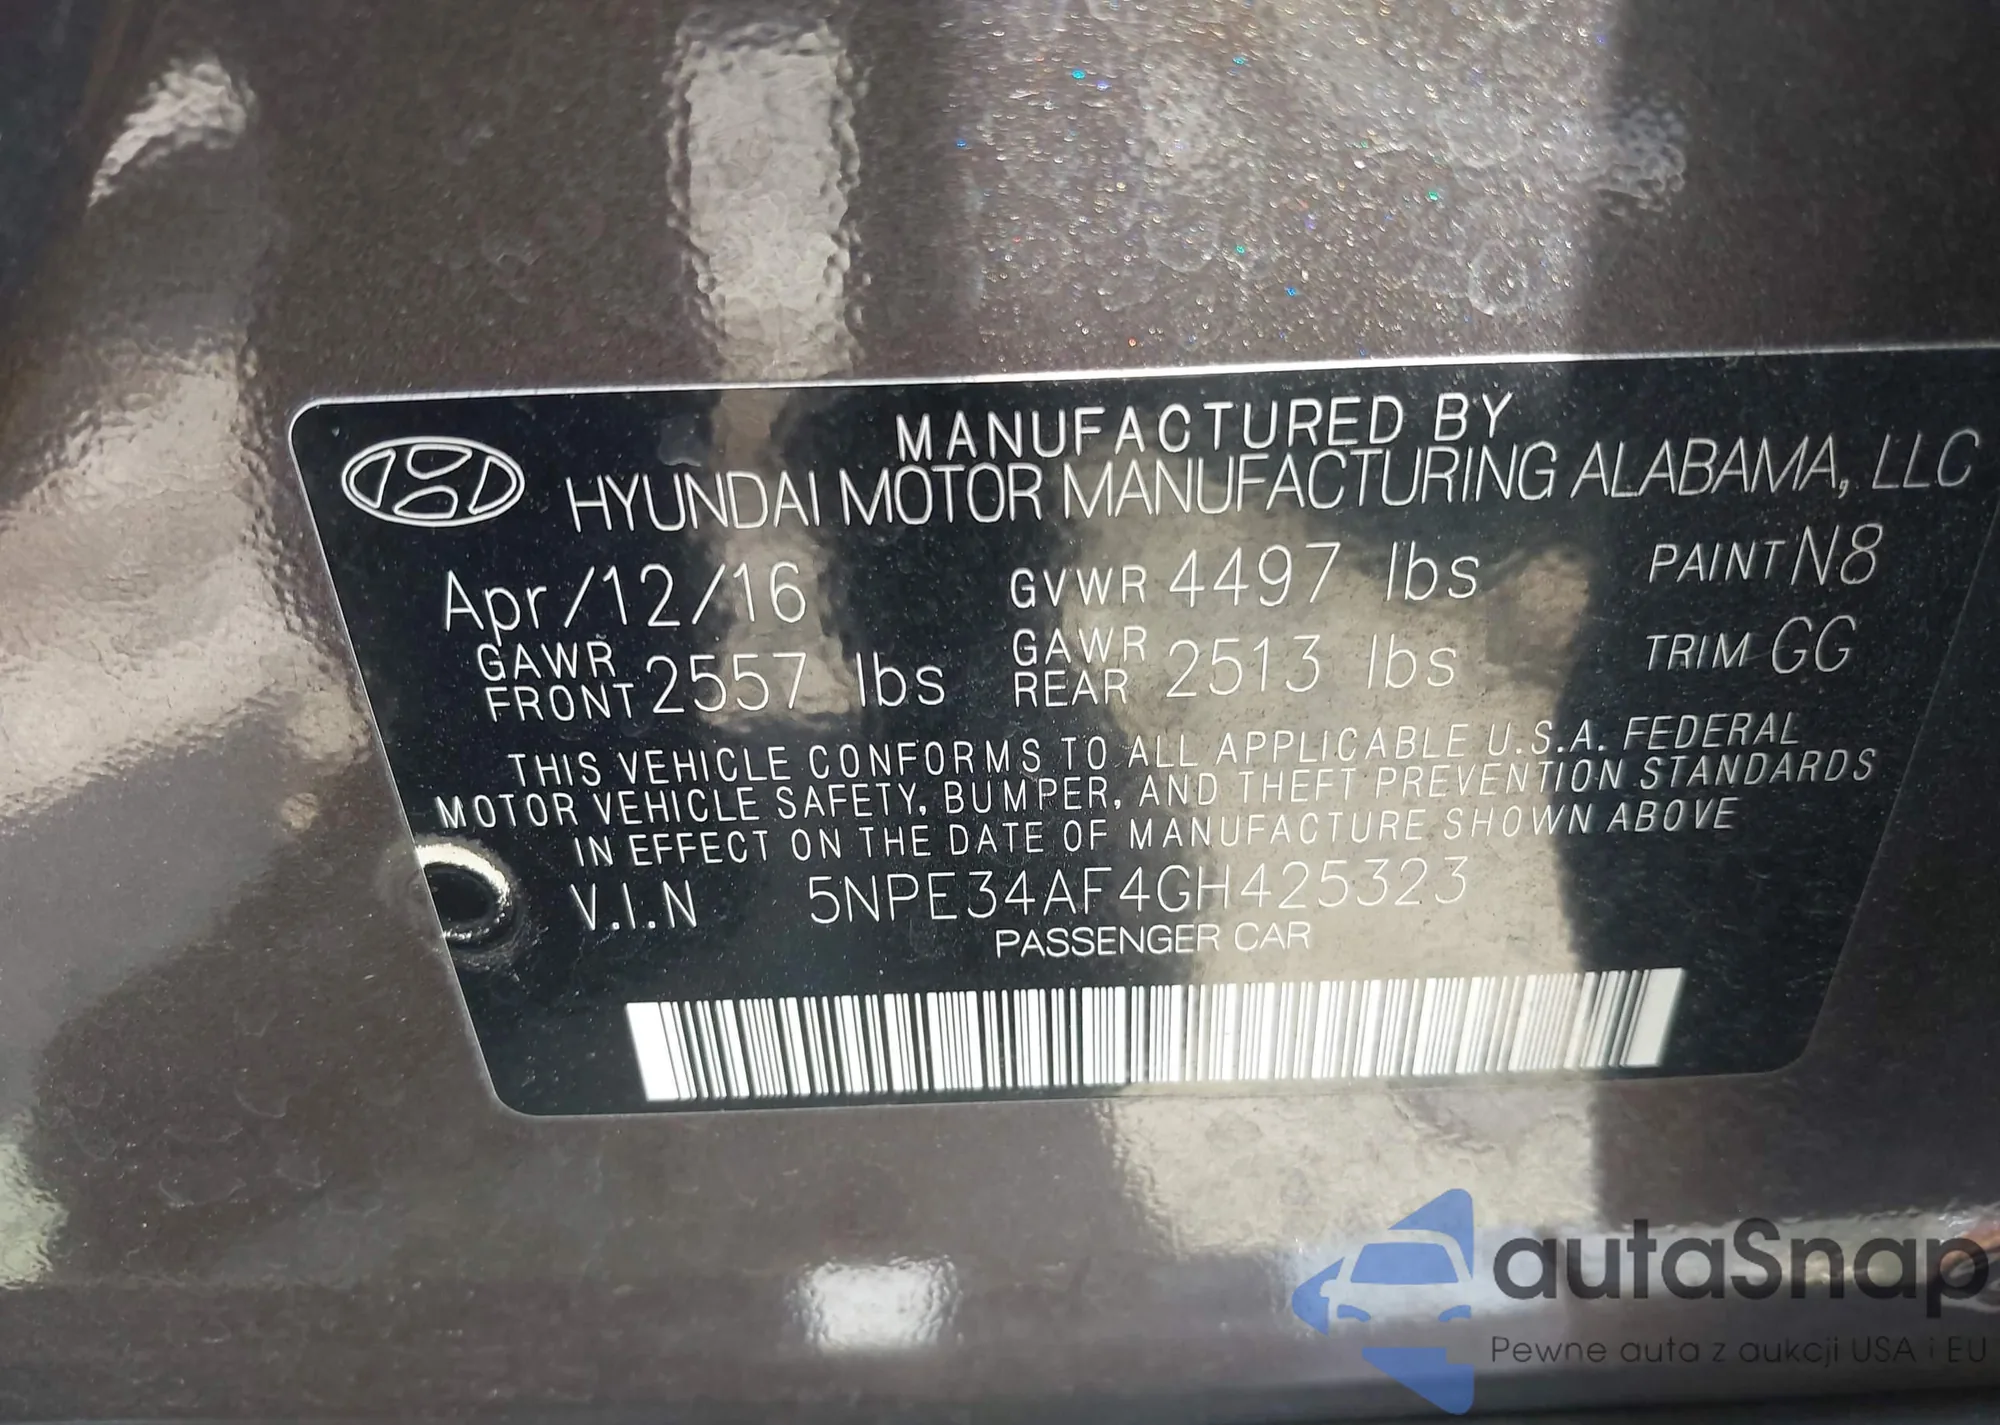 MANUFACTURED BY
HYUNDAI MOTOR MANUFACTURING ALABAMA, LLC
Apr/12/16 GVWR 4497 lbs PAINT N8
GAWR FRONT 2557 lbs GAWR REAR 2513 lbs TRIM GG
THIS VEHICLE CONFORMS TO ALL APPLICABLE U.S.A. FEDERAL
MOTOR VEHICLE SAFETY, BUMPER, AND THEFT PREVENTION STANDARDS
IN EFFECT ON THE DATE OF MANUFACTURE SHOWN ABOVE
V.I.N 5NPE34AF4GH425323
PASSENGER CAR
autaSnap
Pewne auta z aukcji USA i EU